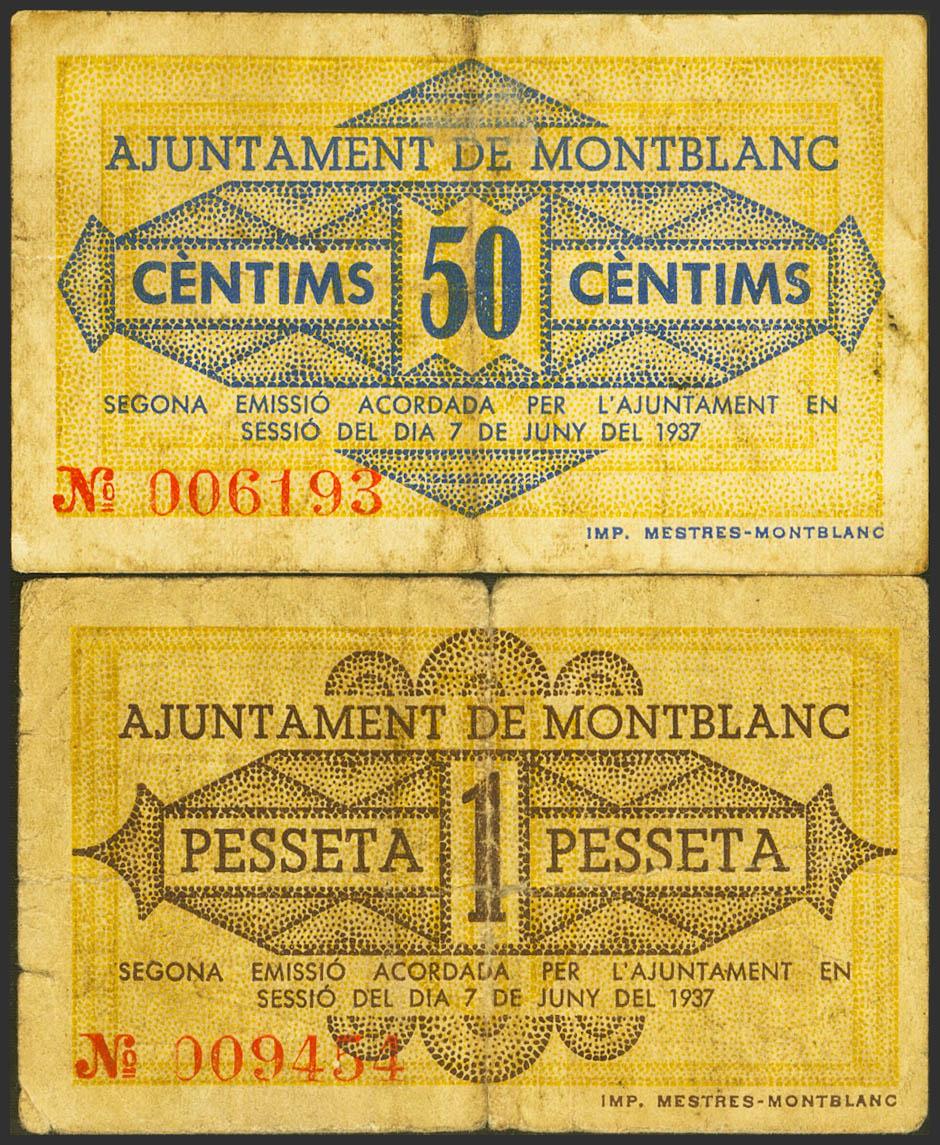 AJUNTAMENT DE MONTBLANC
CÈNTIMS 50 CÈNTIMS
SEGONA EMISSIÓ ACORDADA PER L'AJUNTAMENT EN
SESSIÓ DEL DIA 7 DE JUNY DEL 1937
Nº 006193
IMP. MESTRES-MONTBLANC
AJUNTAMENT DE MONTBLANC
PESSETA 1 PESSETA
SEGONA EMISSIÓ ACORDADA PER L'AJUNTAMENT EN
SESSIÓ DEL DIA 7 DE JUNY DEL 1937
Nº 009454
IMP. MESTRES-MONTBLANC